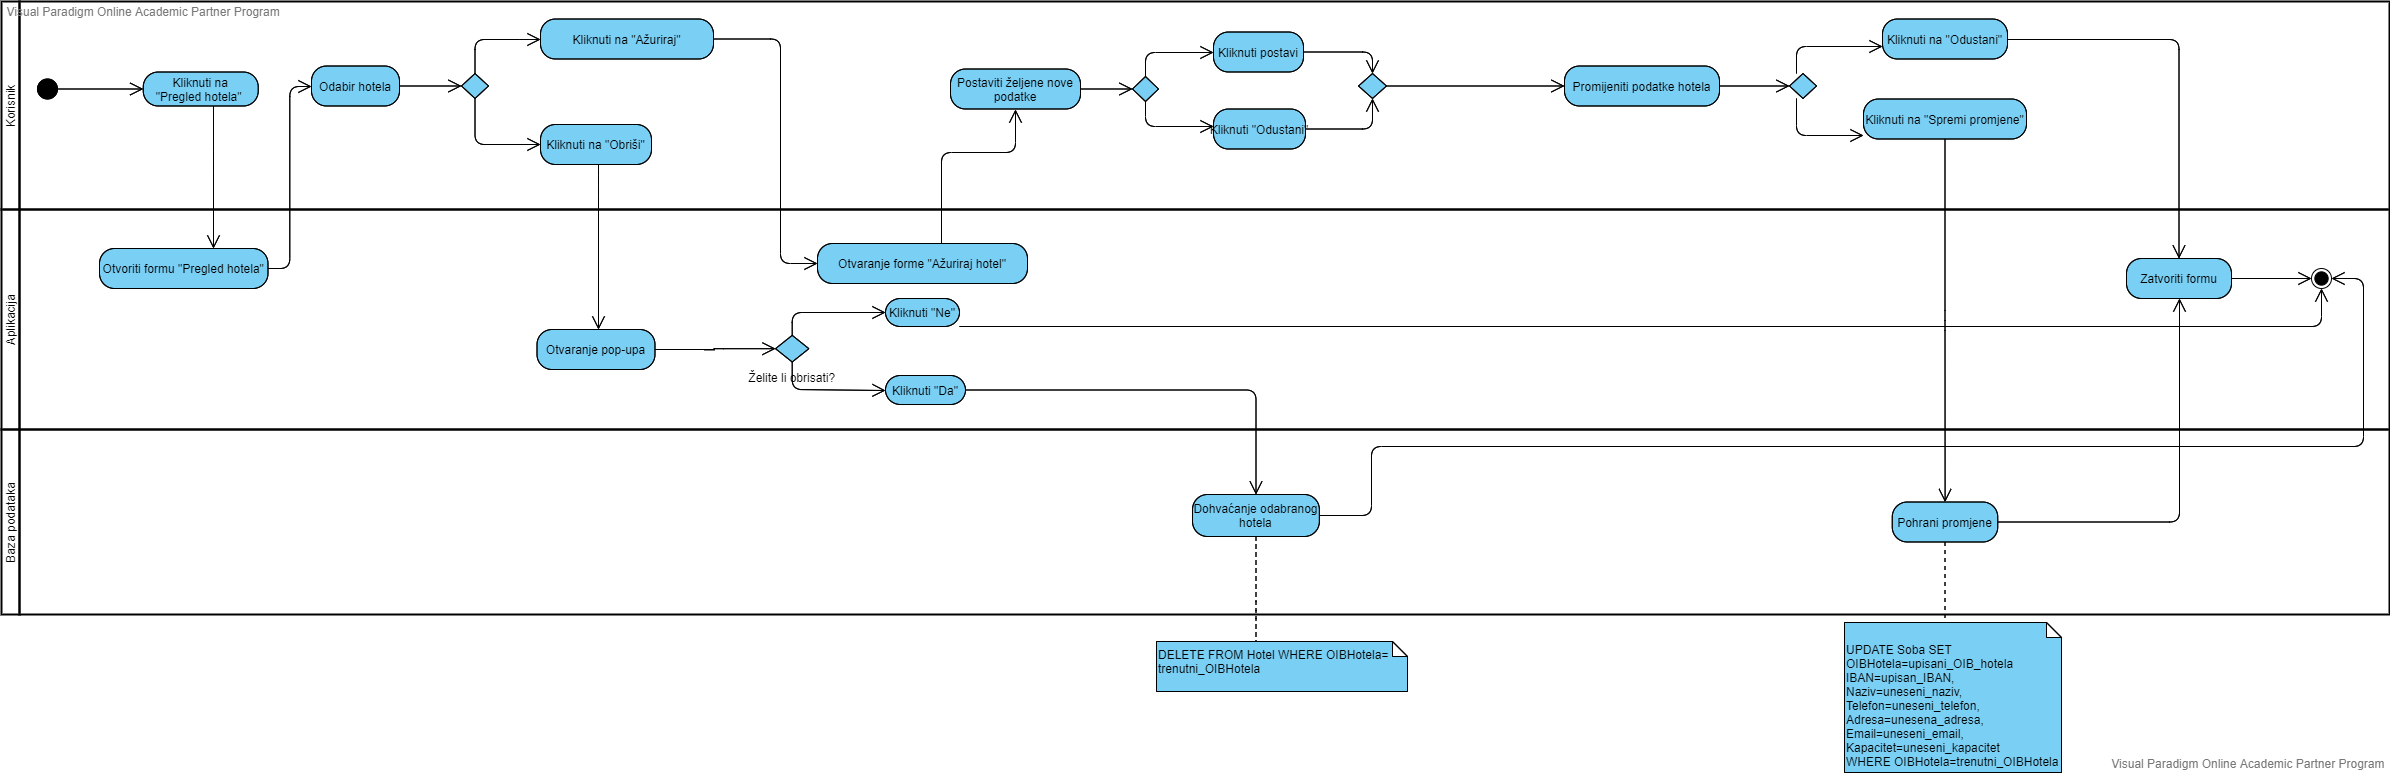 Visual Paradigm Online Academic Partner Program
Korisnik
Kliknuti na
"Pregled hotela"
Odabir hotela
Kliknuti na "Ažuriraj"
Kliknuti na "Obriši"
Postaviti željene nove
podatke
Kliknuti postavi
Kliknuti "Odustani"
Promijeniti podatke hotela
Kliknuti na "Odustani"
Kliknuti na "Spremi promjene"
Aplikacija
Otvoriti formu "Pregled hotela"
Otvaranje forme "Ažuriraj hotel"
Otvaranje pop-upa
Želite li obrisati?
Kliknuti "Ne"
Kliknuti "Da"
Zatvoriti formu
Baza podataka
Dohvaćanje odabranog
hotela
Pohrani promjene
DELETE FROM Hotel WHERE OIBHotela=
trenutni_OIBHotela
UPDATE Soba SET
OIBHotela=upisani_OIB_hotela
IBAN=upisan_IBAN,
Naziv=uneseni_naziv,
Telefon=uneseni_telefon,
Adresa=unesena_adresa,
Email=uneseni_email,
Kapacitet=uneseni_kapacitet
WHERE OIBHotela=trenutni_OIBHotela
Visual Paradigm Online Academic Partner Program